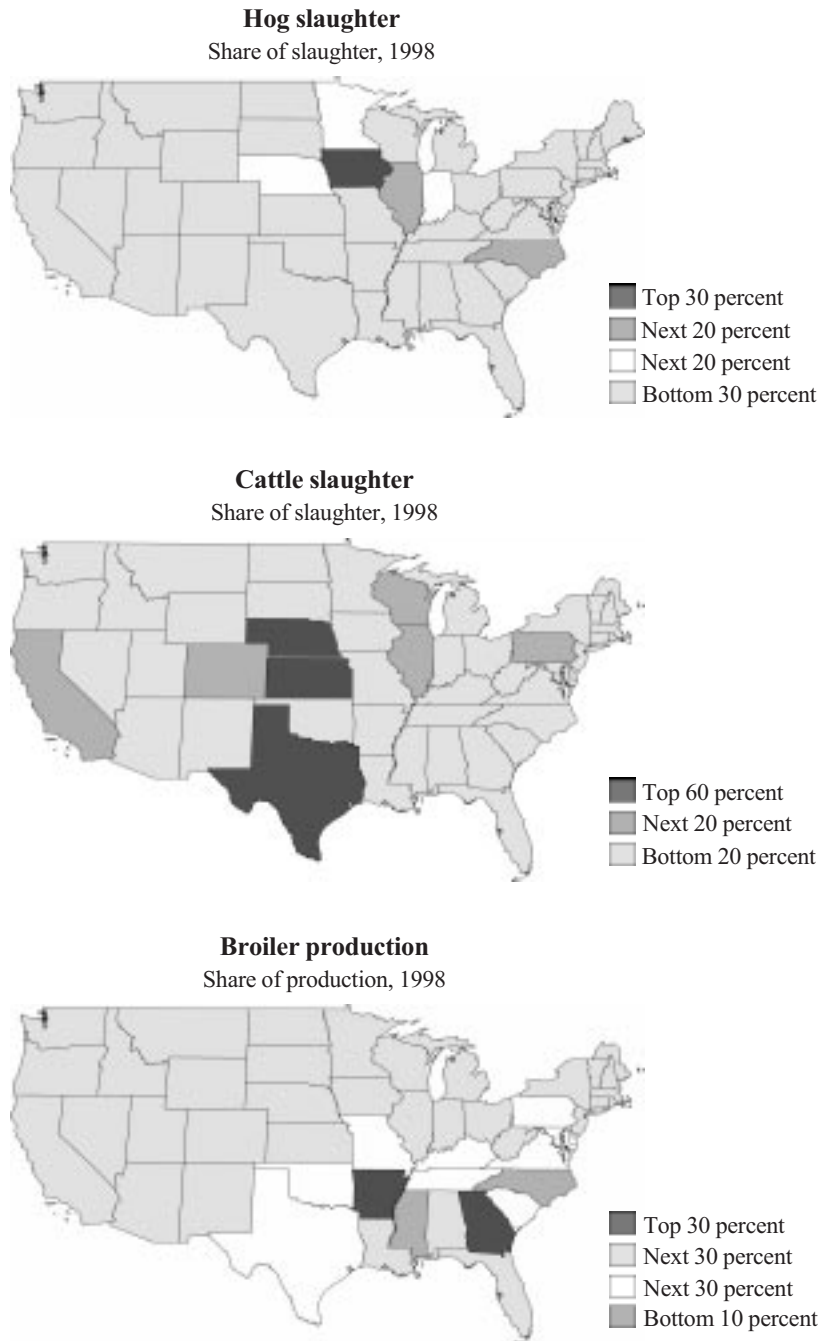 Hog slaughter
Share of slaughter, 1998
Top 30 percent
Next 20 percent
Next 20 percent
Bottom 30 percent
Cattle slaughter
Share of slaughter, 1998
Top 60 percent
Next 20 percent
Bottom 20 percent
Broiler production
Share of production, 1998
Top 30 percent
Next 30 percent
Next 30 percent
Bottom 10 percent